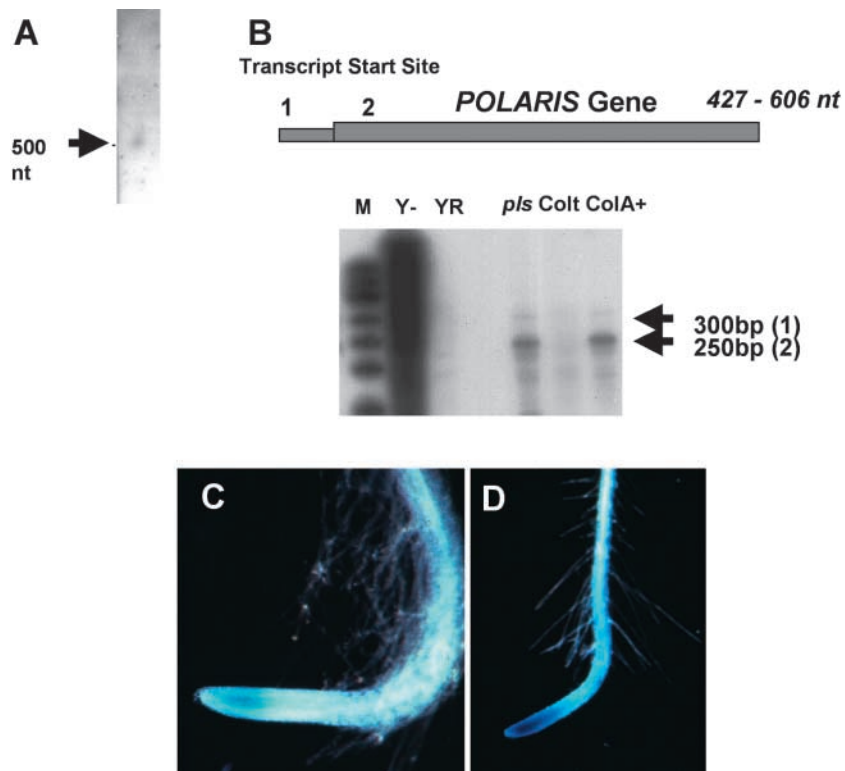 A
500
nt
B
Transcript Start Site
1 2 POLARIS Gene 427 - 606 nt
M Y- YR pls Colt ColA+
300bp (1)
250bp (2)
C
D